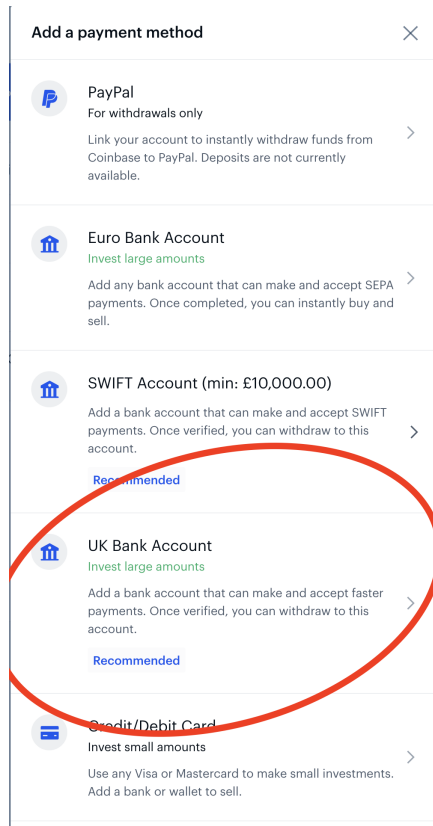 Add a payment method
PayPal
For withdrawals only
Link your account to instantly withdraw funds from
Coinbase to PayPal. Deposits are not currently
available.
Euro Bank Account
Invest large amounts
Add any bank account that can make and accept SEPA
payments. Once completed, you can instantly buy and
sell.
SWIFT Account (min: £10,000.00)
Add a bank account that can make and accept SWIFT
payments. Once verified, you can withdraw to this
account.
Recommended
UK Bank Account
Invest large amounts
Add a bank account that can make and accept faster
payments. Once verified, you can withdraw to this
account.
Recommended
Credit/Debit Card
Invest small amounts
Use any Visa or Mastercard to make small investments.
Add a bank or wallet to sell.